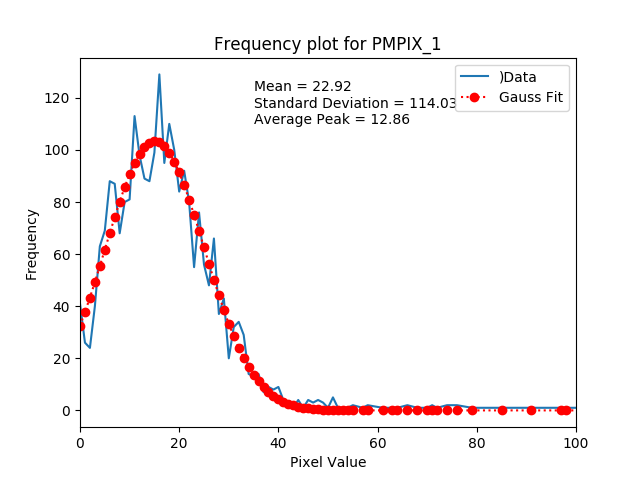 Frequency plot for PMPIX_1
Mean = 22.92
Standard Deviation = 114.03
Average Peak = 12.86
)Data
Gauss Fit
Frequency
120
100
80
60
40
20
0
0 20 40 60 80 100
Pixel Value